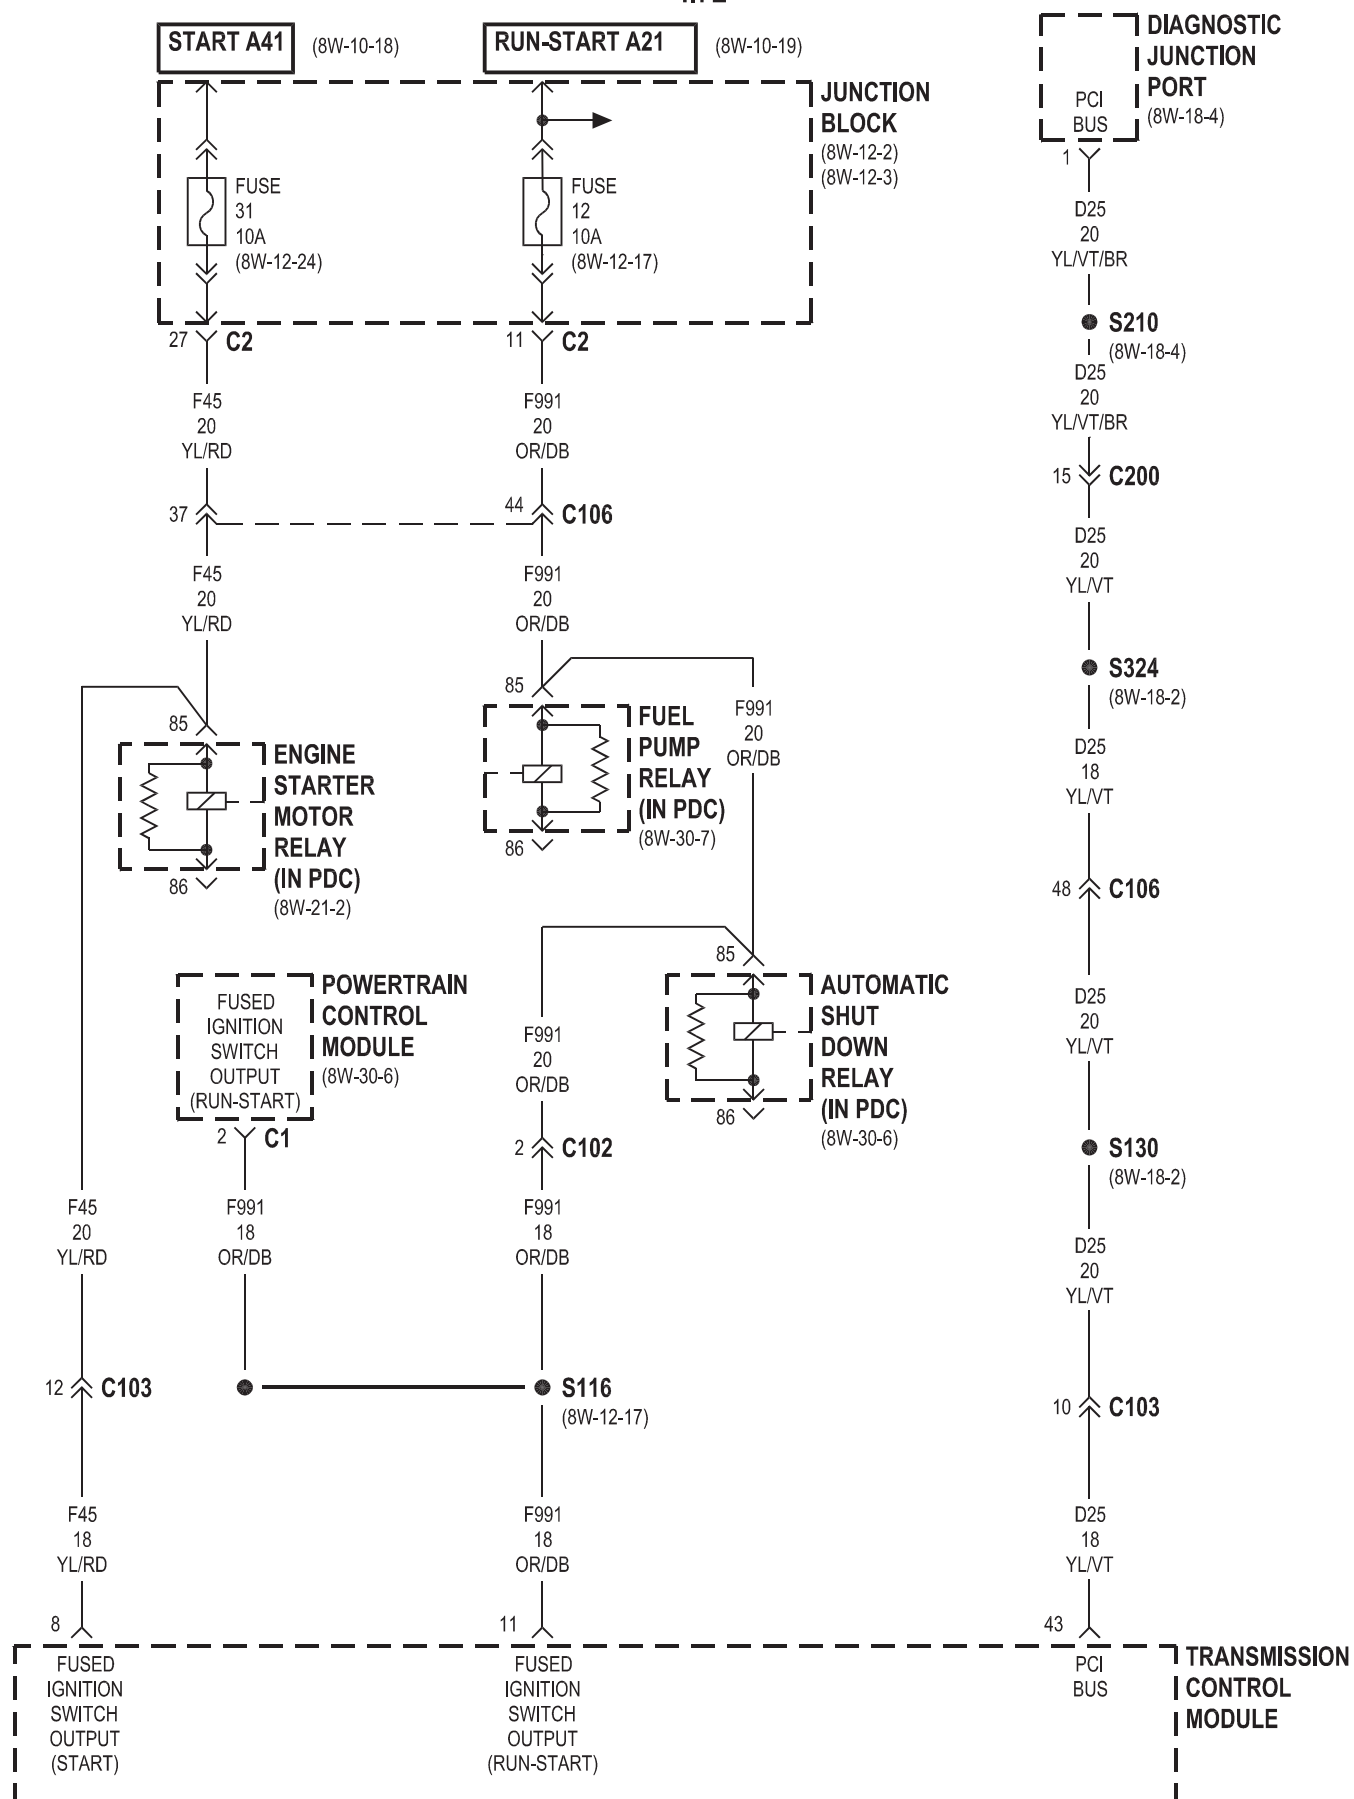 START A41
(8W-10-18)
RUN-START A21
(8W-10-19)
DIAGNOSTIC
JUNCTION
PORT
(8W-18-4)
PCI
BUS
1
JUNCTION
BLOCK
(8W-12-2)
(8W-12-3)
FUSE
31
10A
(8W-12-24)
FUSE
12
10A
(8W-12-17)
27
C2
11
C2
D25
20
YL/VT/BR
S210
(8W-18-4)
D25
20
YL/VT/BR
F45
20
YL/RD
F991
20
OR/DB
15
C200
37
44
C106
D25
20
YL/VT
F45
20
YL/RD
F991
20
OR/DB
S324
(8W-18-2)
85
85
FUEL
PUMP
RELAY
(IN PDC)
(8W-30-7)
86
F991
20
OR/DB
D25
18
YL/VT
ENGINE
STARTER
MOTOR
RELAY
(IN PDC)
(8W-21-2)
86
48
C106
85
AUTOMATIC
SHUT
DOWN
RELAY
(IN PDC)
(8W-30-6)
86
FUSED
IGNITION
SWITCH
OUTPUT
(RUN-START)
POWERTRAIN
CONTROL
MODULE
(8W-30-6)
2
C1
F991
20
OR/DB
D25
20
YL/VT
2
C102
S130
(8W-18-2)
F45
20
YL/RD
F991
18
OR/DB
F991
18
OR/DB
D25
20
YL/VT
12
C103
S116
(8W-12-17)
10
C103
F45
18
YL/RD
F991
18
OR/DB
D25
18
YL/VT
8
11
43
FUSED
IGNITION
SWITCH
OUTPUT
(START)
FUSED
IGNITION
SWITCH
OUTPUT
(RUN-START)
PCI
BUS
TRANSMISSION
CONTROL
MODULE